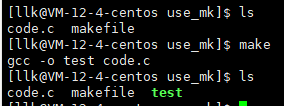 [llk@VM-12-4-centos use_mk]$ ls
code.c  makefile
[llk@VM-12-4-centos use_mk]$ make
gcc -o test code.c
[llk@VM-12-4-centos use_mk]$ ls
code.c  makefile  test
[llk@VM-12-4-centos use_mk]$